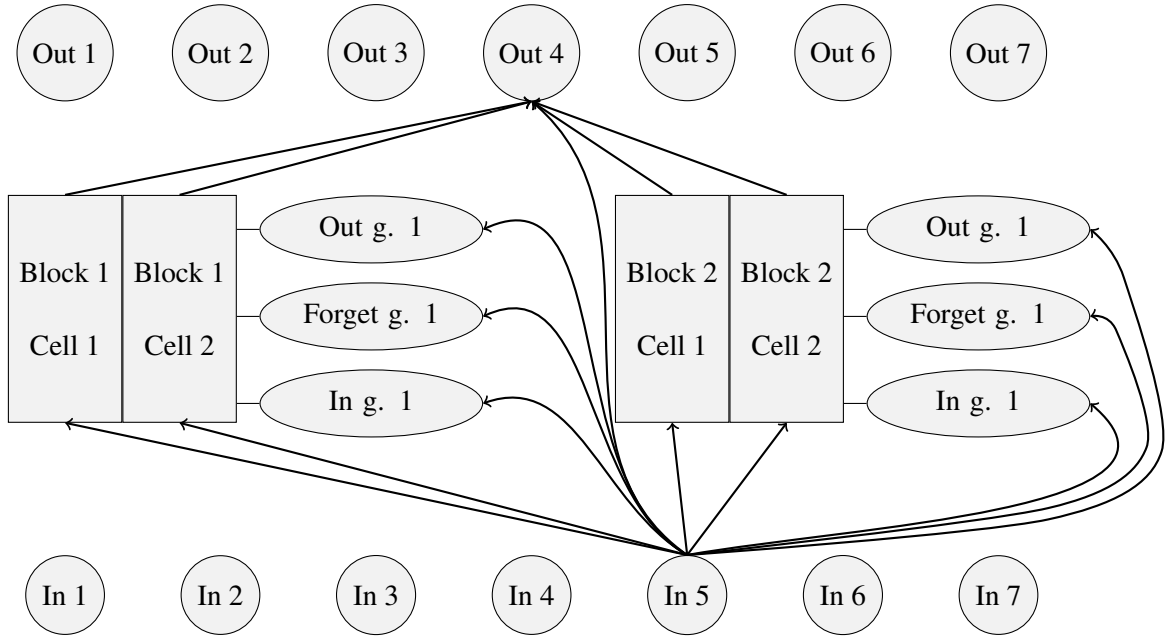 Out 1
Out 2
Out 3
Out 4
Out 5
Out 6
Out 7
Block 1
Cell 1
Block 1
Cell 2
Out g. 1
Forget g. 1
In g. 1
Block 2
Cell 1
Block 2
Cell 2
Out g. 1
Forget g. 1
In g. 1
In 1
In 2
In 3
In 4
In 5
In 6
In 7